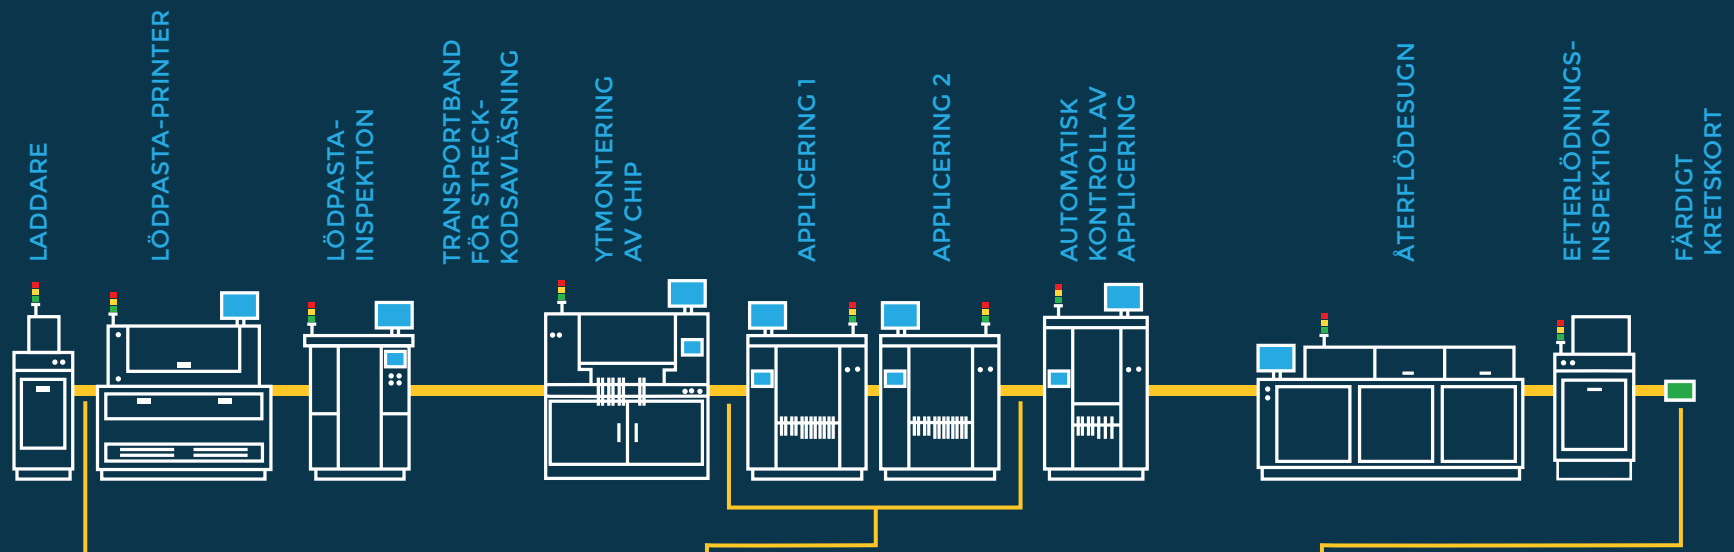 LADDARE
LÖDPASTA-PRINTER
LÖDPASTA-
INSPEKTION
TRANSPORTBAND
FÖR STRECK-
KODSAVLÄSNING
YTMONTERING
AV CHIP
APPLICERING 1
APPLICERING 2
AUTOMATISK
KONTROLL AV
APPLICERING
ÅTERFLÖDESUGN
EFTERLÖDNINGS-
INSPEKTION
FÄRDIGT
KRETSKORT